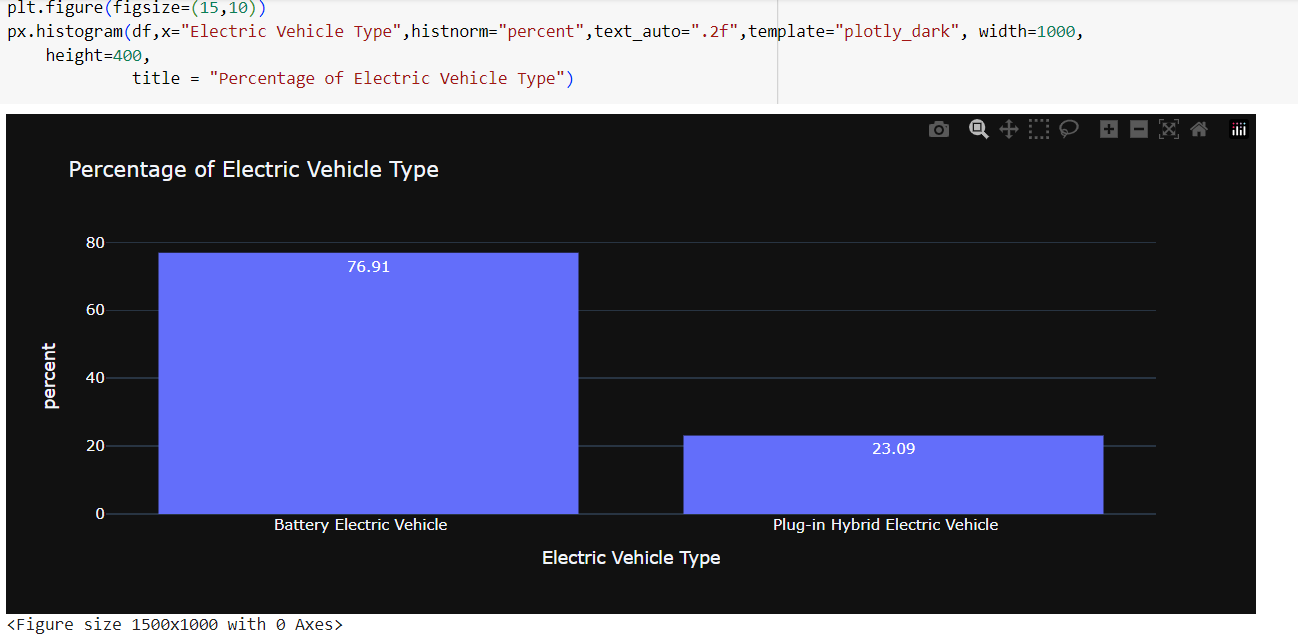 plt.figure(figsize=(15,10))
px.histogram(df,x="Electric Vehicle Type",histnorm="percent",text_auto=".2f",template="plotly_dark", width=1000,
    height=400,
             title = "Percentage of Electric Vehicle Type")
Percentage of Electric Vehicle Type
80
76.91
60
percent
40
20
23.09
0
Battery Electric Vehicle
Plug-in Hybrid Electric Vehicle
Electric Vehicle Type
<Figure size 1500x1000 with 0 Axes>